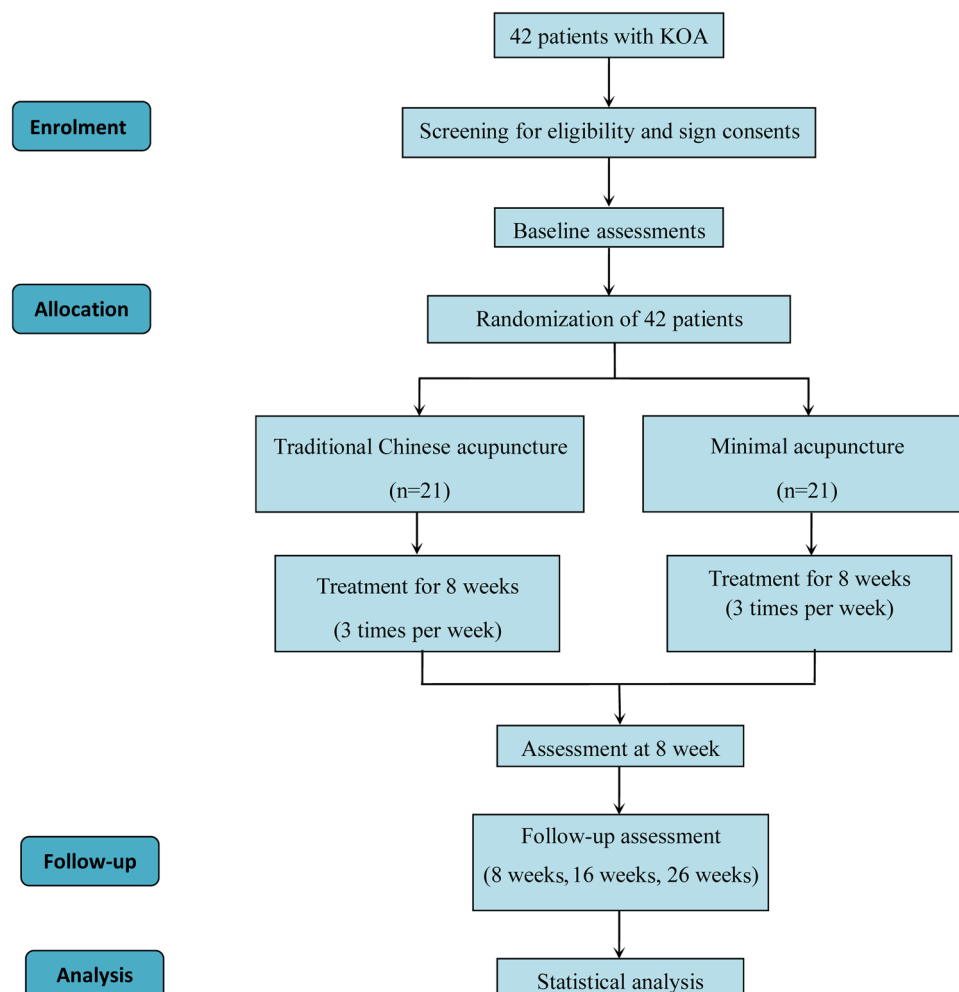 42 patients with KOA
Enrolment
Screening for eligibility and sign consents
Baseline assessments
Allocation
Randomization of 42 patients
Traditional Chinese acupuncture
(n=21)
Minimal acupuncture
(n=21)
Treatment for 8 weeks
(3 times per week)
Treatment for 8 weeks
(3 times per week)
Assessment at 8 week
Follow-up
Follow-up assessment
(8 weeks, 16 weeks, 26 weeks)
Analysis
Statistical analysis